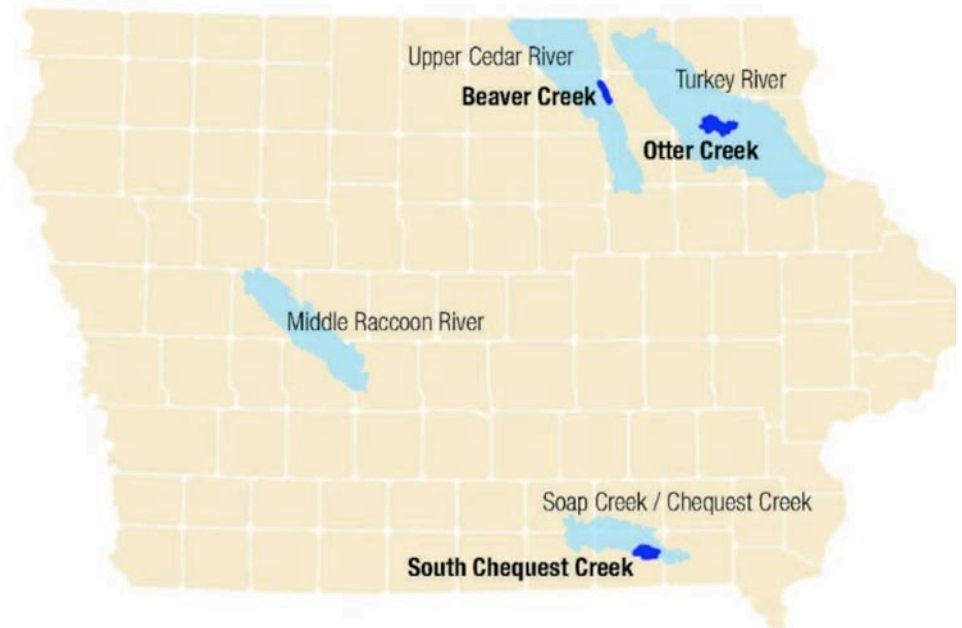 Upper Cedar River
Beaver Creek
Turkey River
Otter Creek
Middle Raccoon River
Soap Creek / Chequest Creek
South Chequest Creek